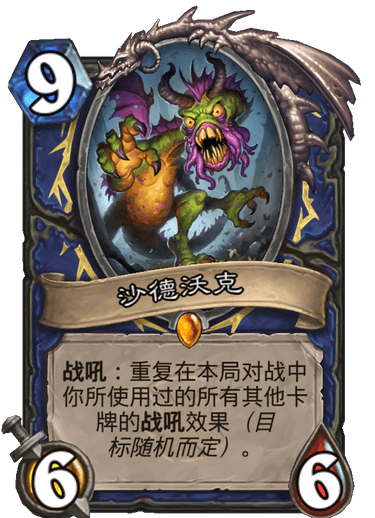 9
沙德沃克
战吼：重复在本局对战中
你所使用过的所有其他卡
牌的战吼效果（目
标随机而定）。
6
6